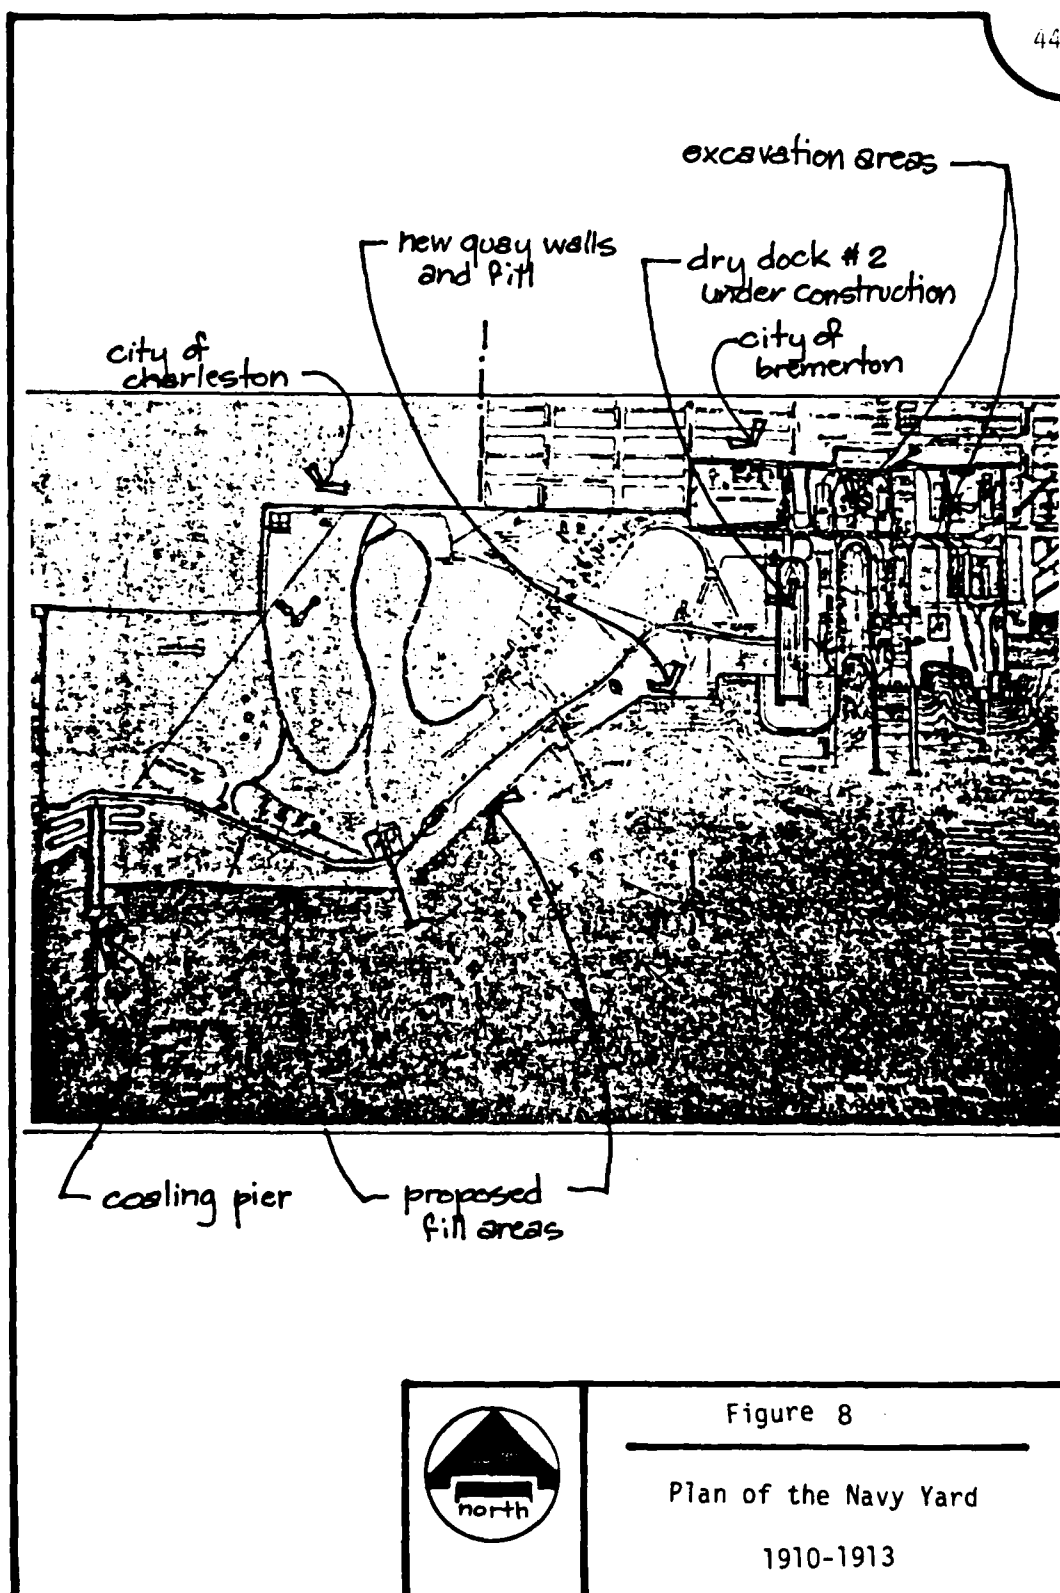 44
excavation areas
new quay walls
and fill
dry dock #2
under construction
city of
bremerton
city of
charleston
coaling pier
proposed
fill areas
north
Figure 8
Plan of the Navy Yard
1910-1913